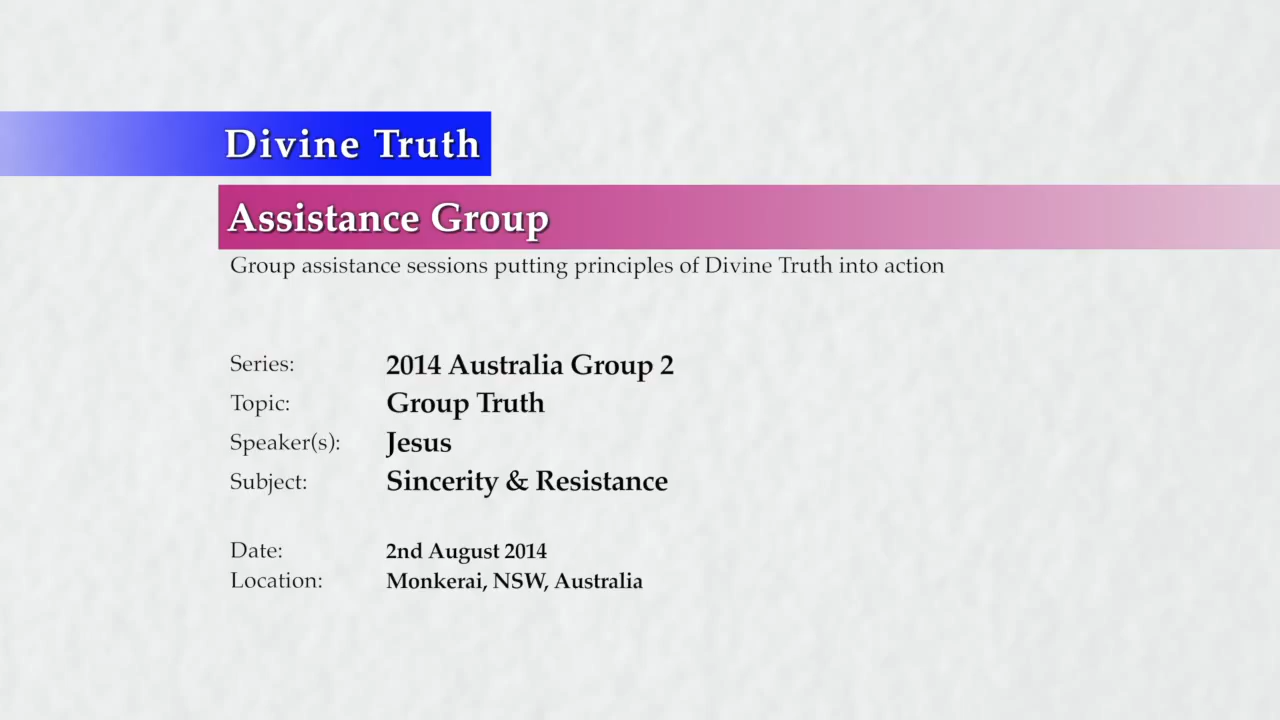 Divine Truth
Assistance Group
Group assistance sessions putting principles of Divine Truth into action
Series: 2014 Australia Group 2
Topic: Group Truth
Speaker(s): Jesus
Subject: Sincerity & Resistance
Date: 2nd August 2014
Location: Monkerai, NSW, Australia